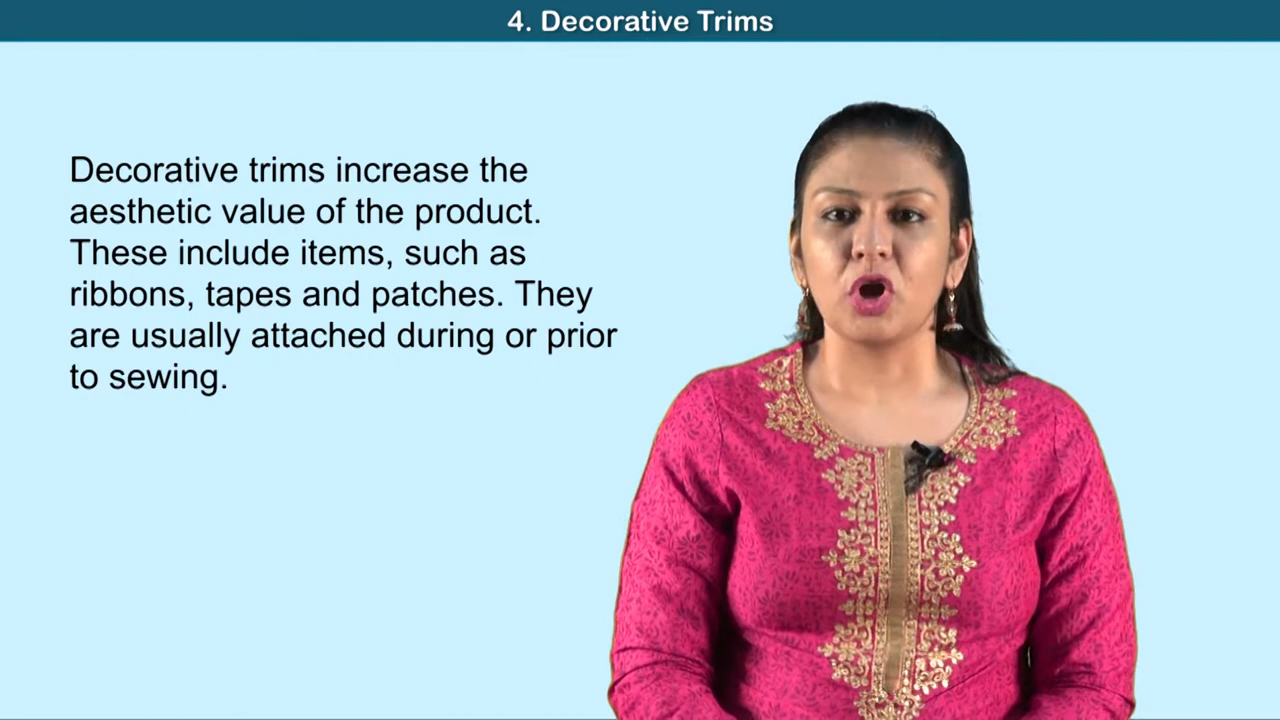 4. Decorative Trims
Decorative trims increase the
aesthetic value of the product.
These include items, such as
ribbons, tapes and patches. They
are usually attached during or prior
to sewing.